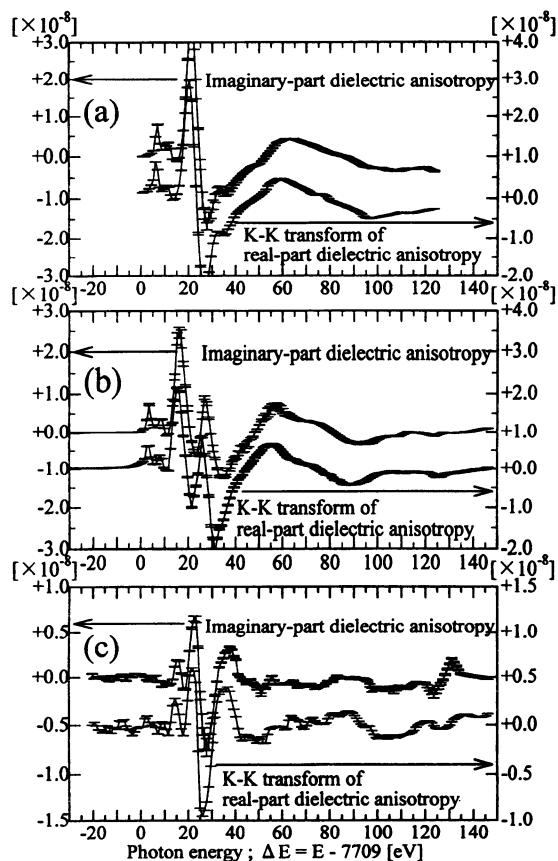 [×10⁻⁸] [×10⁻⁸]
+3.0 +4.0
Imaginary-part dielectric anisotropy
+2.0 +3.0
(a)
+1.0 +2.0
+0.0 +1.0
-1.0 +0.0
K-K transform of
real-part dielectric anisotropy
-2.0 -1.0
-3.0 -2.0
-20 0 20 40 60 80 100 120
[×10⁻⁸] [×10⁻⁸]
+3.0 +4.0
Imaginary-part dielectric anisotropy
+2.0 +3.0
(b)
+1.0 +2.0
+0.0 +1.0
-1.0 +0.0
K-K transform of
real-part dielectric anisotropy
-2.0 -1.0
-3.0 -2.0
-20 0 20 40 60 80 100 120
[×10⁻⁸] [×10⁻⁸]
+1.0 +1.5
Imaginary-part dielectric anisotropy
+0.5 +1.0
(c)
+0.0 +0.5
-0.5 +0.0
K-K transform of
real-part dielectric anisotropy
-1.0 -0.5
-1.5 -1.0
-20 0 20 40 60 80 100 120
Photon energy ; ΔE = E - 7709 [eV]